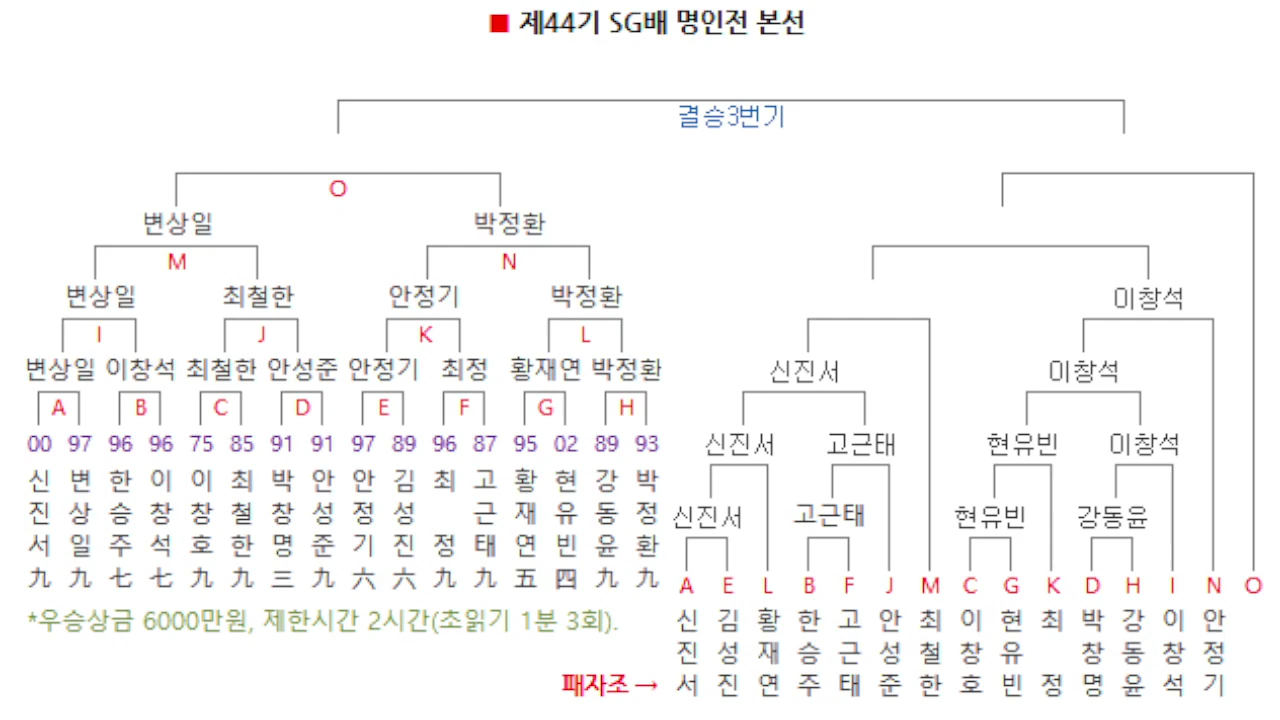 ■ 제44기 SG배 명인전 본선
결승3번기
O
변상일 박정환
M N
변상일 최철한 안정기 박정환 이창석
I J K L
변상일 이창석 최철한 안성준 안정기 최정 황재연 박정환 신진서 이창석
A B C D E F G H
00 97 96 96 75 85 91 91 97 89 96 87 95 02 89 93 신진서 고근태 현유빈 이창석
신 변 한 이 이 최 박 안 안 김 최 고 황 현 강 박
진 상 승 창 창 철 창 성 정 성 근 재 유 동 정 신진서 고근태 현유빈 강동윤
서 일 주 석 호 한 명 준 기 진 정 태 연 빈 윤 환
九 九 七 七 九 九 三 九 六 六 九 九 五 四 九 九 A E L B F J M C G K D H I N O
*우승상금 6000만원, 제한시간 2시간(초읽기 1분 3회).
신 김 황 한 고 안 최 이 현 최 박 강 이 안
진 성 재 승 근 성 철 창 유 창 동 창 정
패자조 → 서 진 연 주 태 준 한 호 빈 정 명 윤 석 기